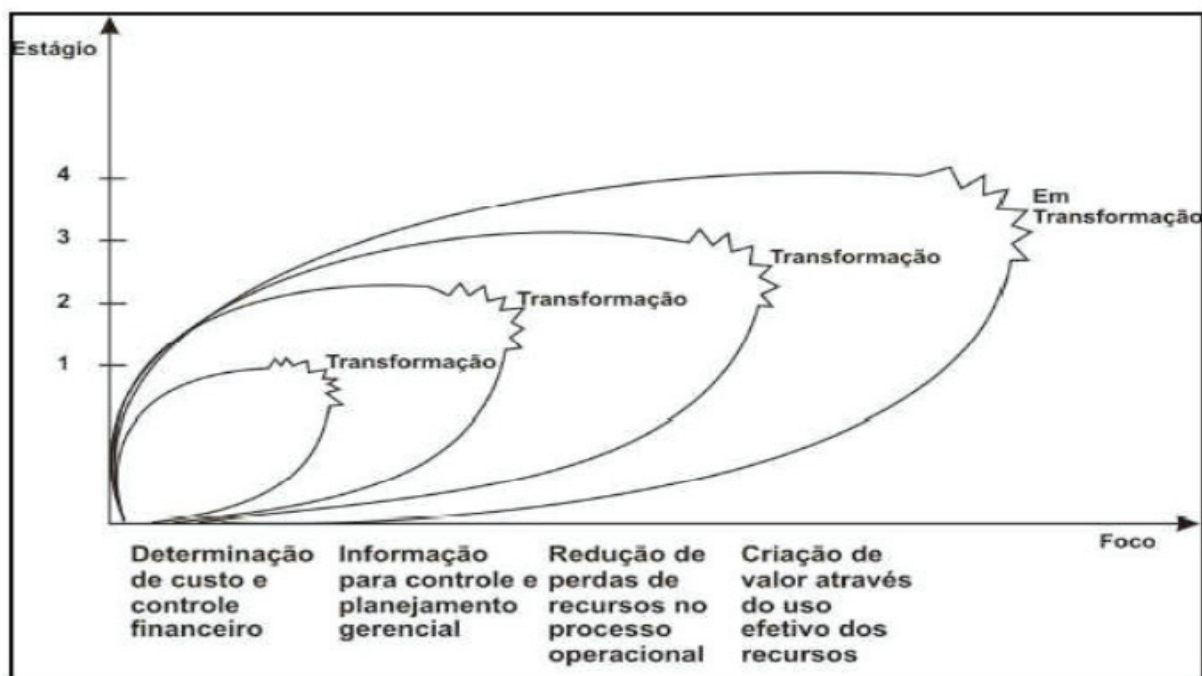 Estágio
4
3
2
1
Em
Transformação
Transformação
Transformação
Transformação
Foco
Determinação
de custo e
controle
financeiro
Informação
para controle e
planejamento
gerencial
Redução de
perdas de
recursos no
processo
operacional
Criação de
valor através
do uso
efetivo dos
recursos